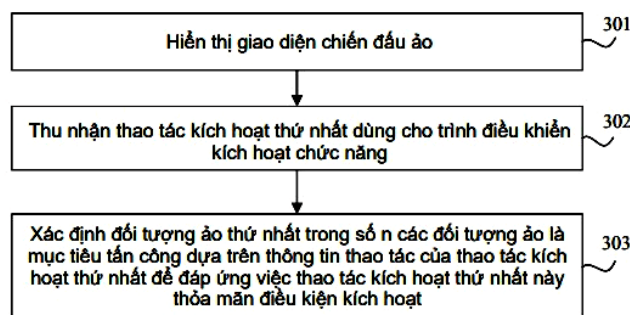 301
Hiển thị giao diện chiến đấu ảo
302
Thu nhận thao tác kích hoạt thứ nhất dùng cho trình điều khiển
kích hoạt chức năng
303
Xác định đối tượng ảo thứ nhất trong số n các đối tượng ảo là
mục tiêu tấn công dựa trên thông tin thao tác của thao tác kích
hoạt thứ nhất để đáp ứng việc thao tác kích hoạt thứ nhất này
thỏa mãn điều kiện kích hoạt